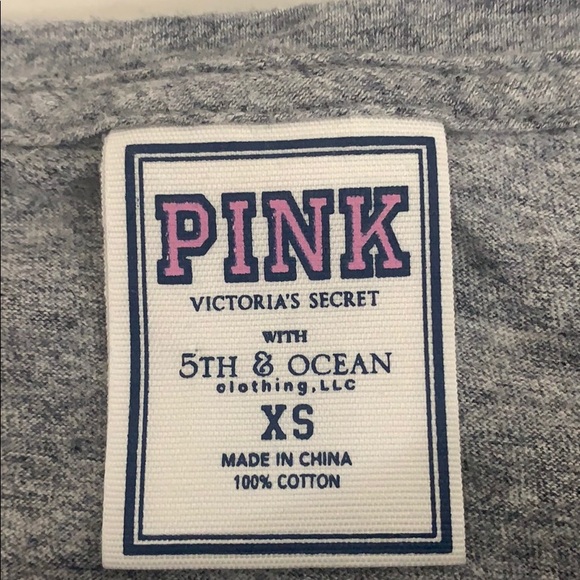 PINK
VICTORIA'S SECRET
WITH
5TH & OCEAN
clothing,LLC
XS
MADE IN CHINA
100% COTTON